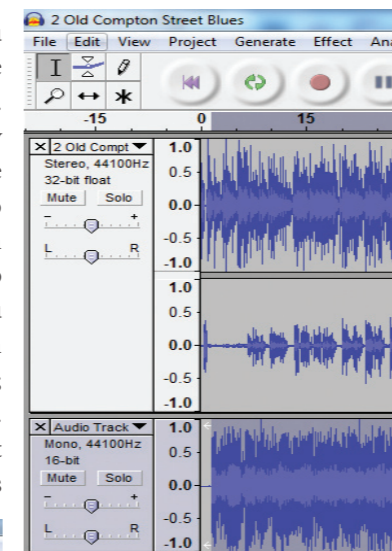 2 Old Compton Street Blues
File Edit View Project Generate Effect
-15 0 15
2 Old Compt
Stereo, 44100Hz
32-bit float
Mute Solo
- +
L R
1.0
0.5
0.0
-0.5
-1.0
1.0
0.5
0.0
-0.5
-1.0
Audio Track
Mono, 44100Hz
16-bit
Mute Solo
- +
L R
1.0
0.5
0.0
-0.5
-1.0